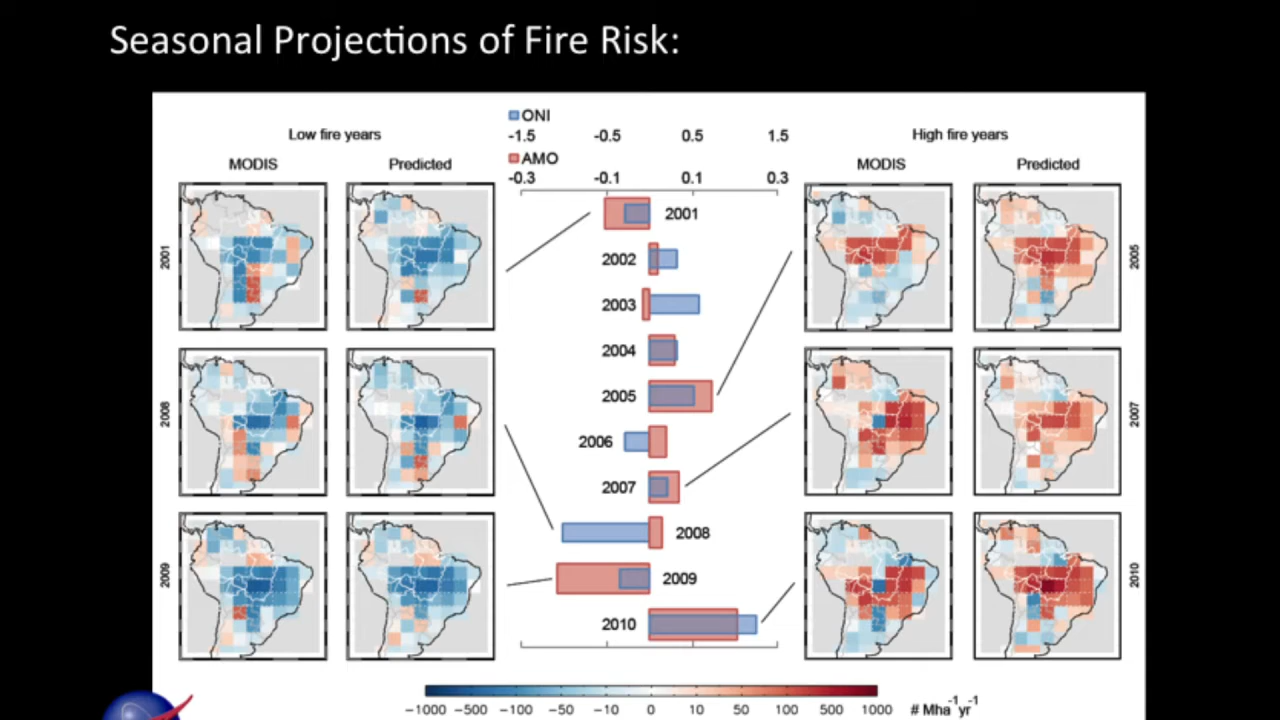 Seasonal Projections of Fire Risk:
ONI
-1.5 -0.5 0.5 1.5
Low fire years
High fire years
AMO
-0.3 -0.1 0.1 0.3
MODIS Predicted
MODIS Predicted
2001
2008
2009
2001
2002
2003
2004
2005
2006
2007
2008
2009
2010
2005
2007
2010
−1000 −500 −100 −50 −10 0 10 50 100 500 1000 # Mha-1yr-1